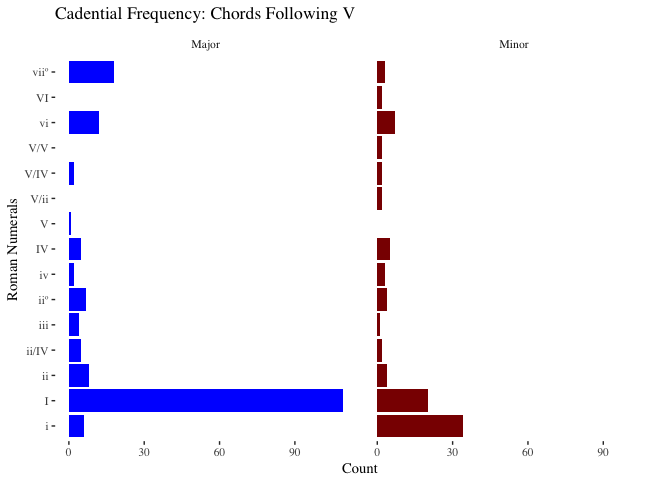 Cadential Frequency: Chords Following V
Major
Minor
Roman Numerals
viiº
VI
vi
V/V
V/IV
V/ii
V
IV
iv
iiº
iii
ii/IV
ii
I
i
0 30 60 90
0 30 60 90
Count